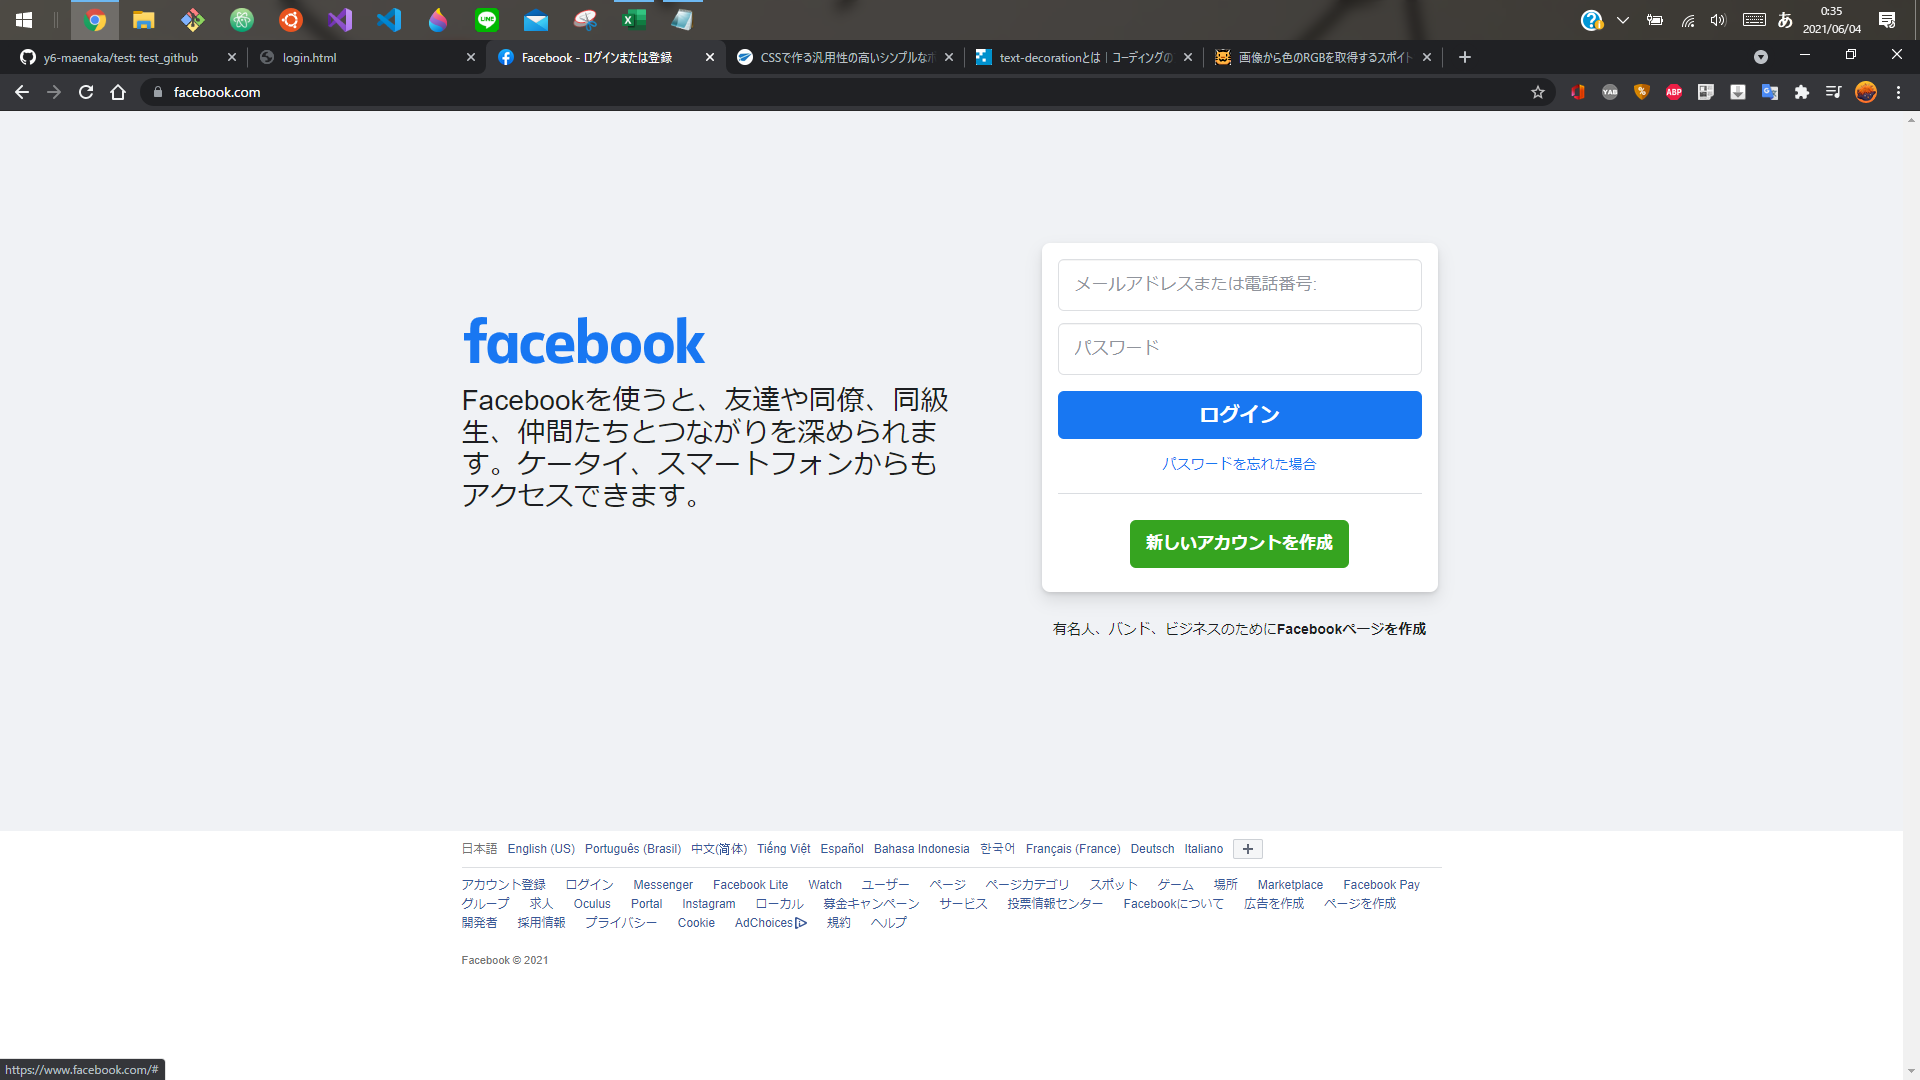 0:35
2021/06/04
あ
y6-maenaka/test: test_github
login.html
Facebook - ログインまたは登録
CSSで作る汎用性の高いシンプルなボ
text-decorationとは｜コーディングの
画像から色のRGBを取得するスポイト
facebook.com
メールアドレスまたは電話番号:
パスワード
ログイン
パスワードを忘れた場合
新しいアカウントを作成
有名人、バンド、ビジネスのためにFacebookページを作成
facebook
Facebookを使うと、友達や同僚、同級
生、仲間たちとつながりを深められま
す。ケータイ、スマートフォンからも
アクセスできます。
日本語 English (US) Português (Brasil) 中文(简体) Tiếng Việt Español Bahasa Indonesia 한국어 Français (France) Deutsch Italiano +
アカウント登録 ログイン Messenger Facebook Lite Watch ユーザー ページ ページカテゴリ スポット ゲーム 場所 Marketplace Facebook Pay
グループ 求人 Oculus Portal Instagram ローカル 募金キャンペーン サービス 投票情報センター Facebookについて 広告を作成 ページを作成
開発者 採用情報 プライバシー Cookie AdChoices 規約 ヘルプ
Facebook © 2021
https://www.facebook.com/#